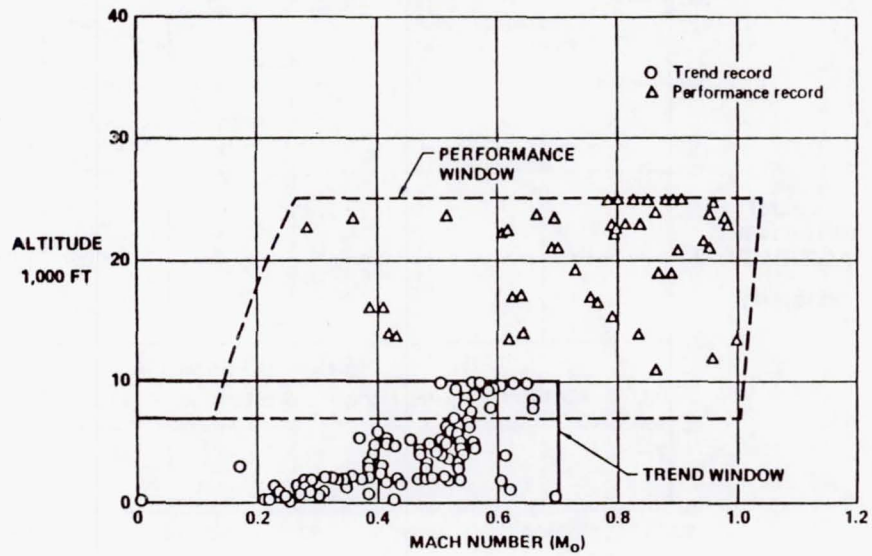 40
30
20
10
0
ALTITUDE
1,000 FT
○ Trend record
△ Performance record
PERFORMANCE
WINDOW
TREND WINDOW
0 0.2 0.4 0.6 0.8 1.0 1.2
MACH NUMBER (M₀)